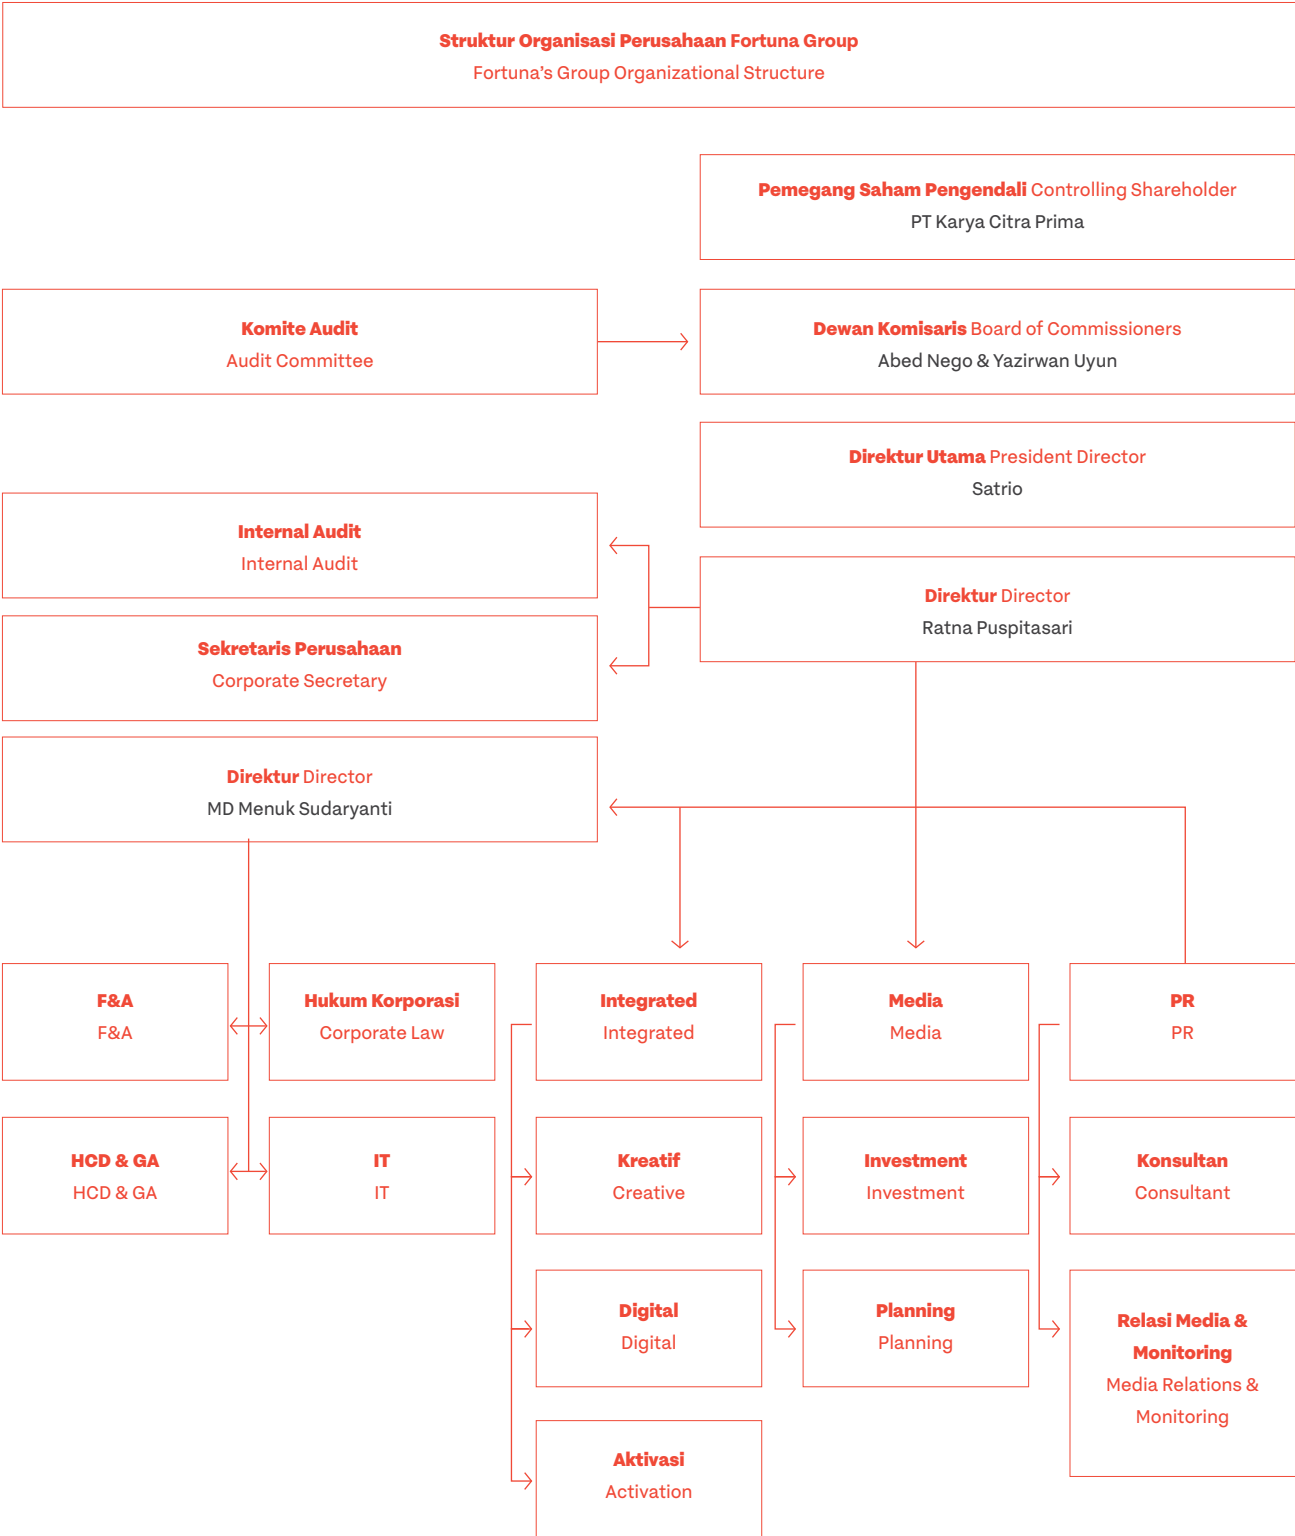 Struktur Organisasi Perusahaan Fortuna Group
Fortuna’s Group Organizational Structure
Pemegang Saham Pengendali Controlling Shareholder
PT Karya Citra Prima
Komite Audit
Audit Committee
Dewan Komisaris Board of Commissioners
Abed Nego & Yazirwan Uyun
Direktur Utama President Director
Satrio
Internal Audit
Internal Audit
Direktur Director
Ratna Puspitasari
Sekretaris Perusahaan
Corporate Secretary
Direktur Director
MD Menuk Sudaryanti
F&A
F&A
Hukum Korporasi
Corporate Law
Integrated
Integrated
Media
Media
PR
PR
HCD & GA
HCD & GA
IT
IT
Kreatif
Creative
Investment
Investment
Konsultan
Consultant
Digital
Digital
Planning
Planning
Relasi Media &
Monitoring
Media Relations &
Monitoring
Aktivasi
Activation